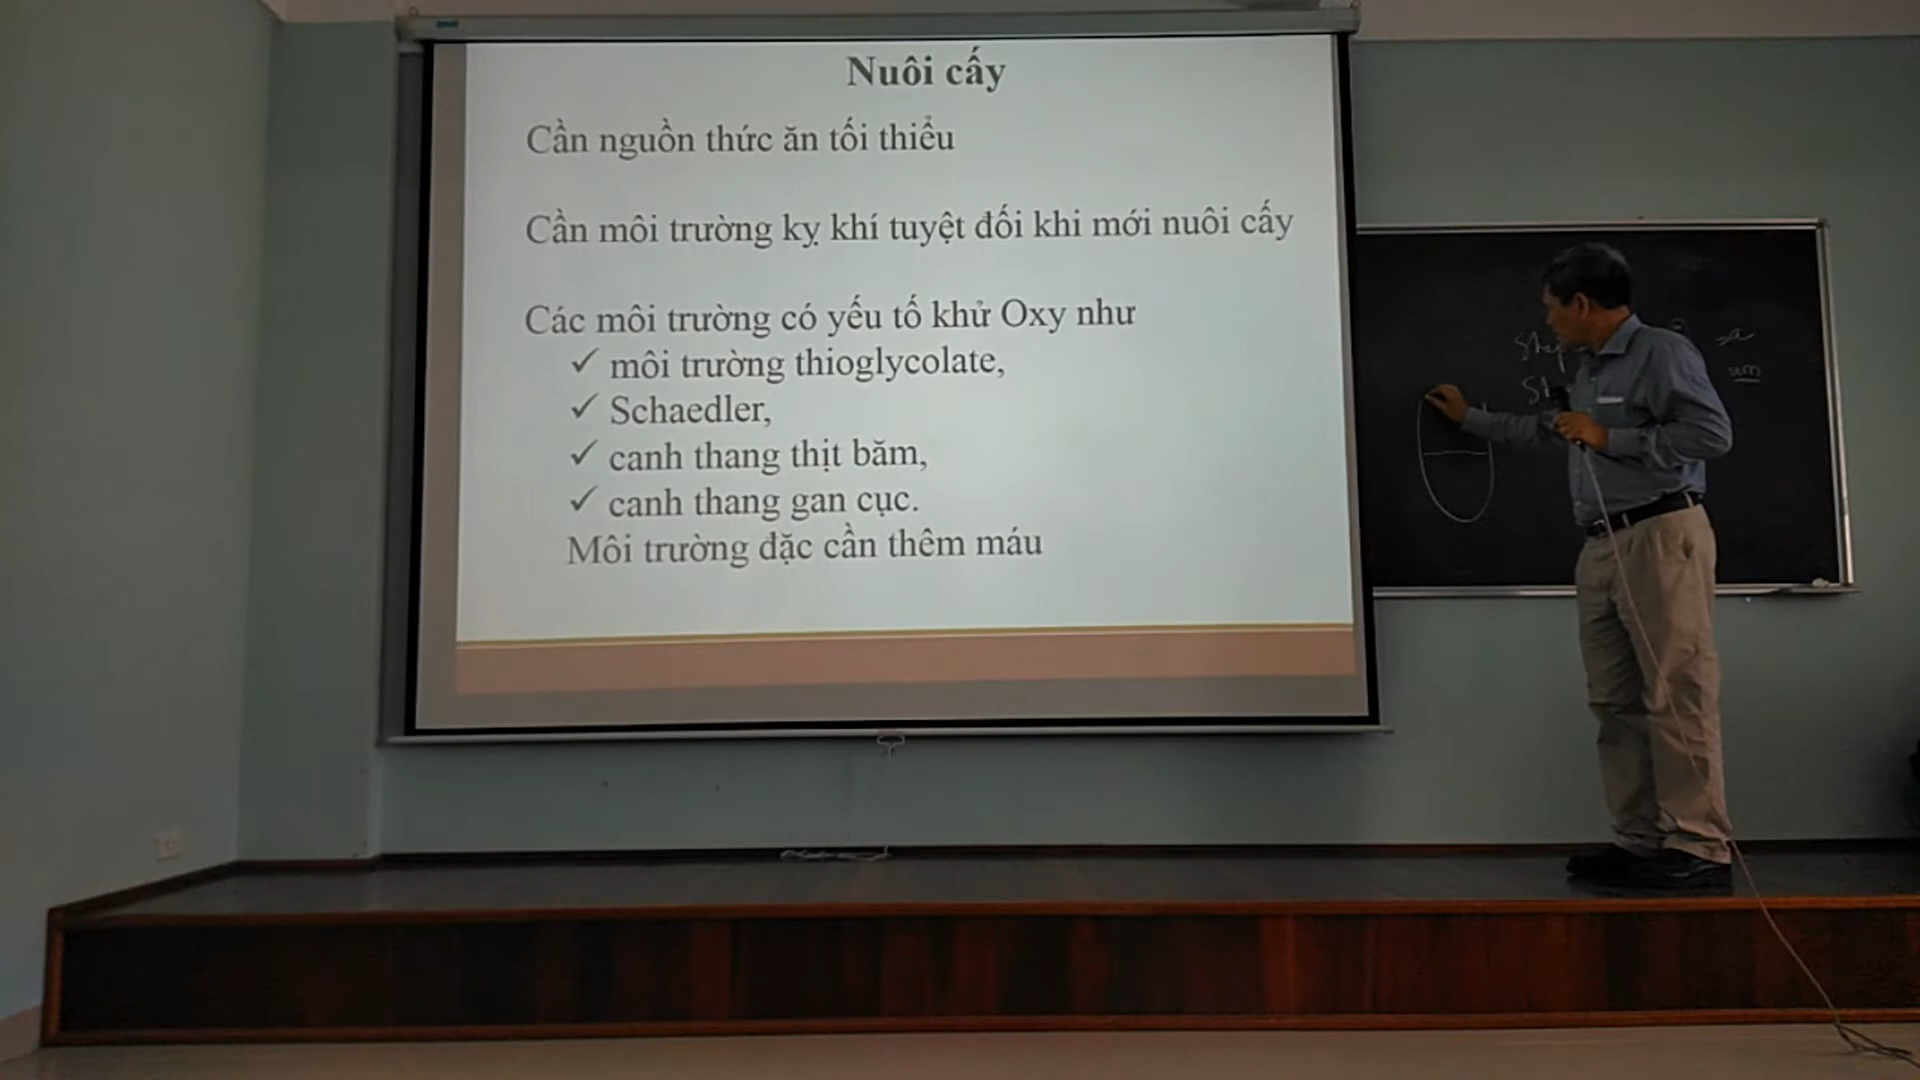 Nuôi cấy
Cần nguồn thức ăn tối thiểu
Cần môi trường kỵ khí tuyệt đối khi mới nuôi cấy
Các môi trường có yếu tố khử Oxy như
✓ môi trường thioglycolate,
✓ Schaedler,
✓ canh thang thịt băm,
✓ canh thang gan cục.
Môi trường đặc cần thêm máu